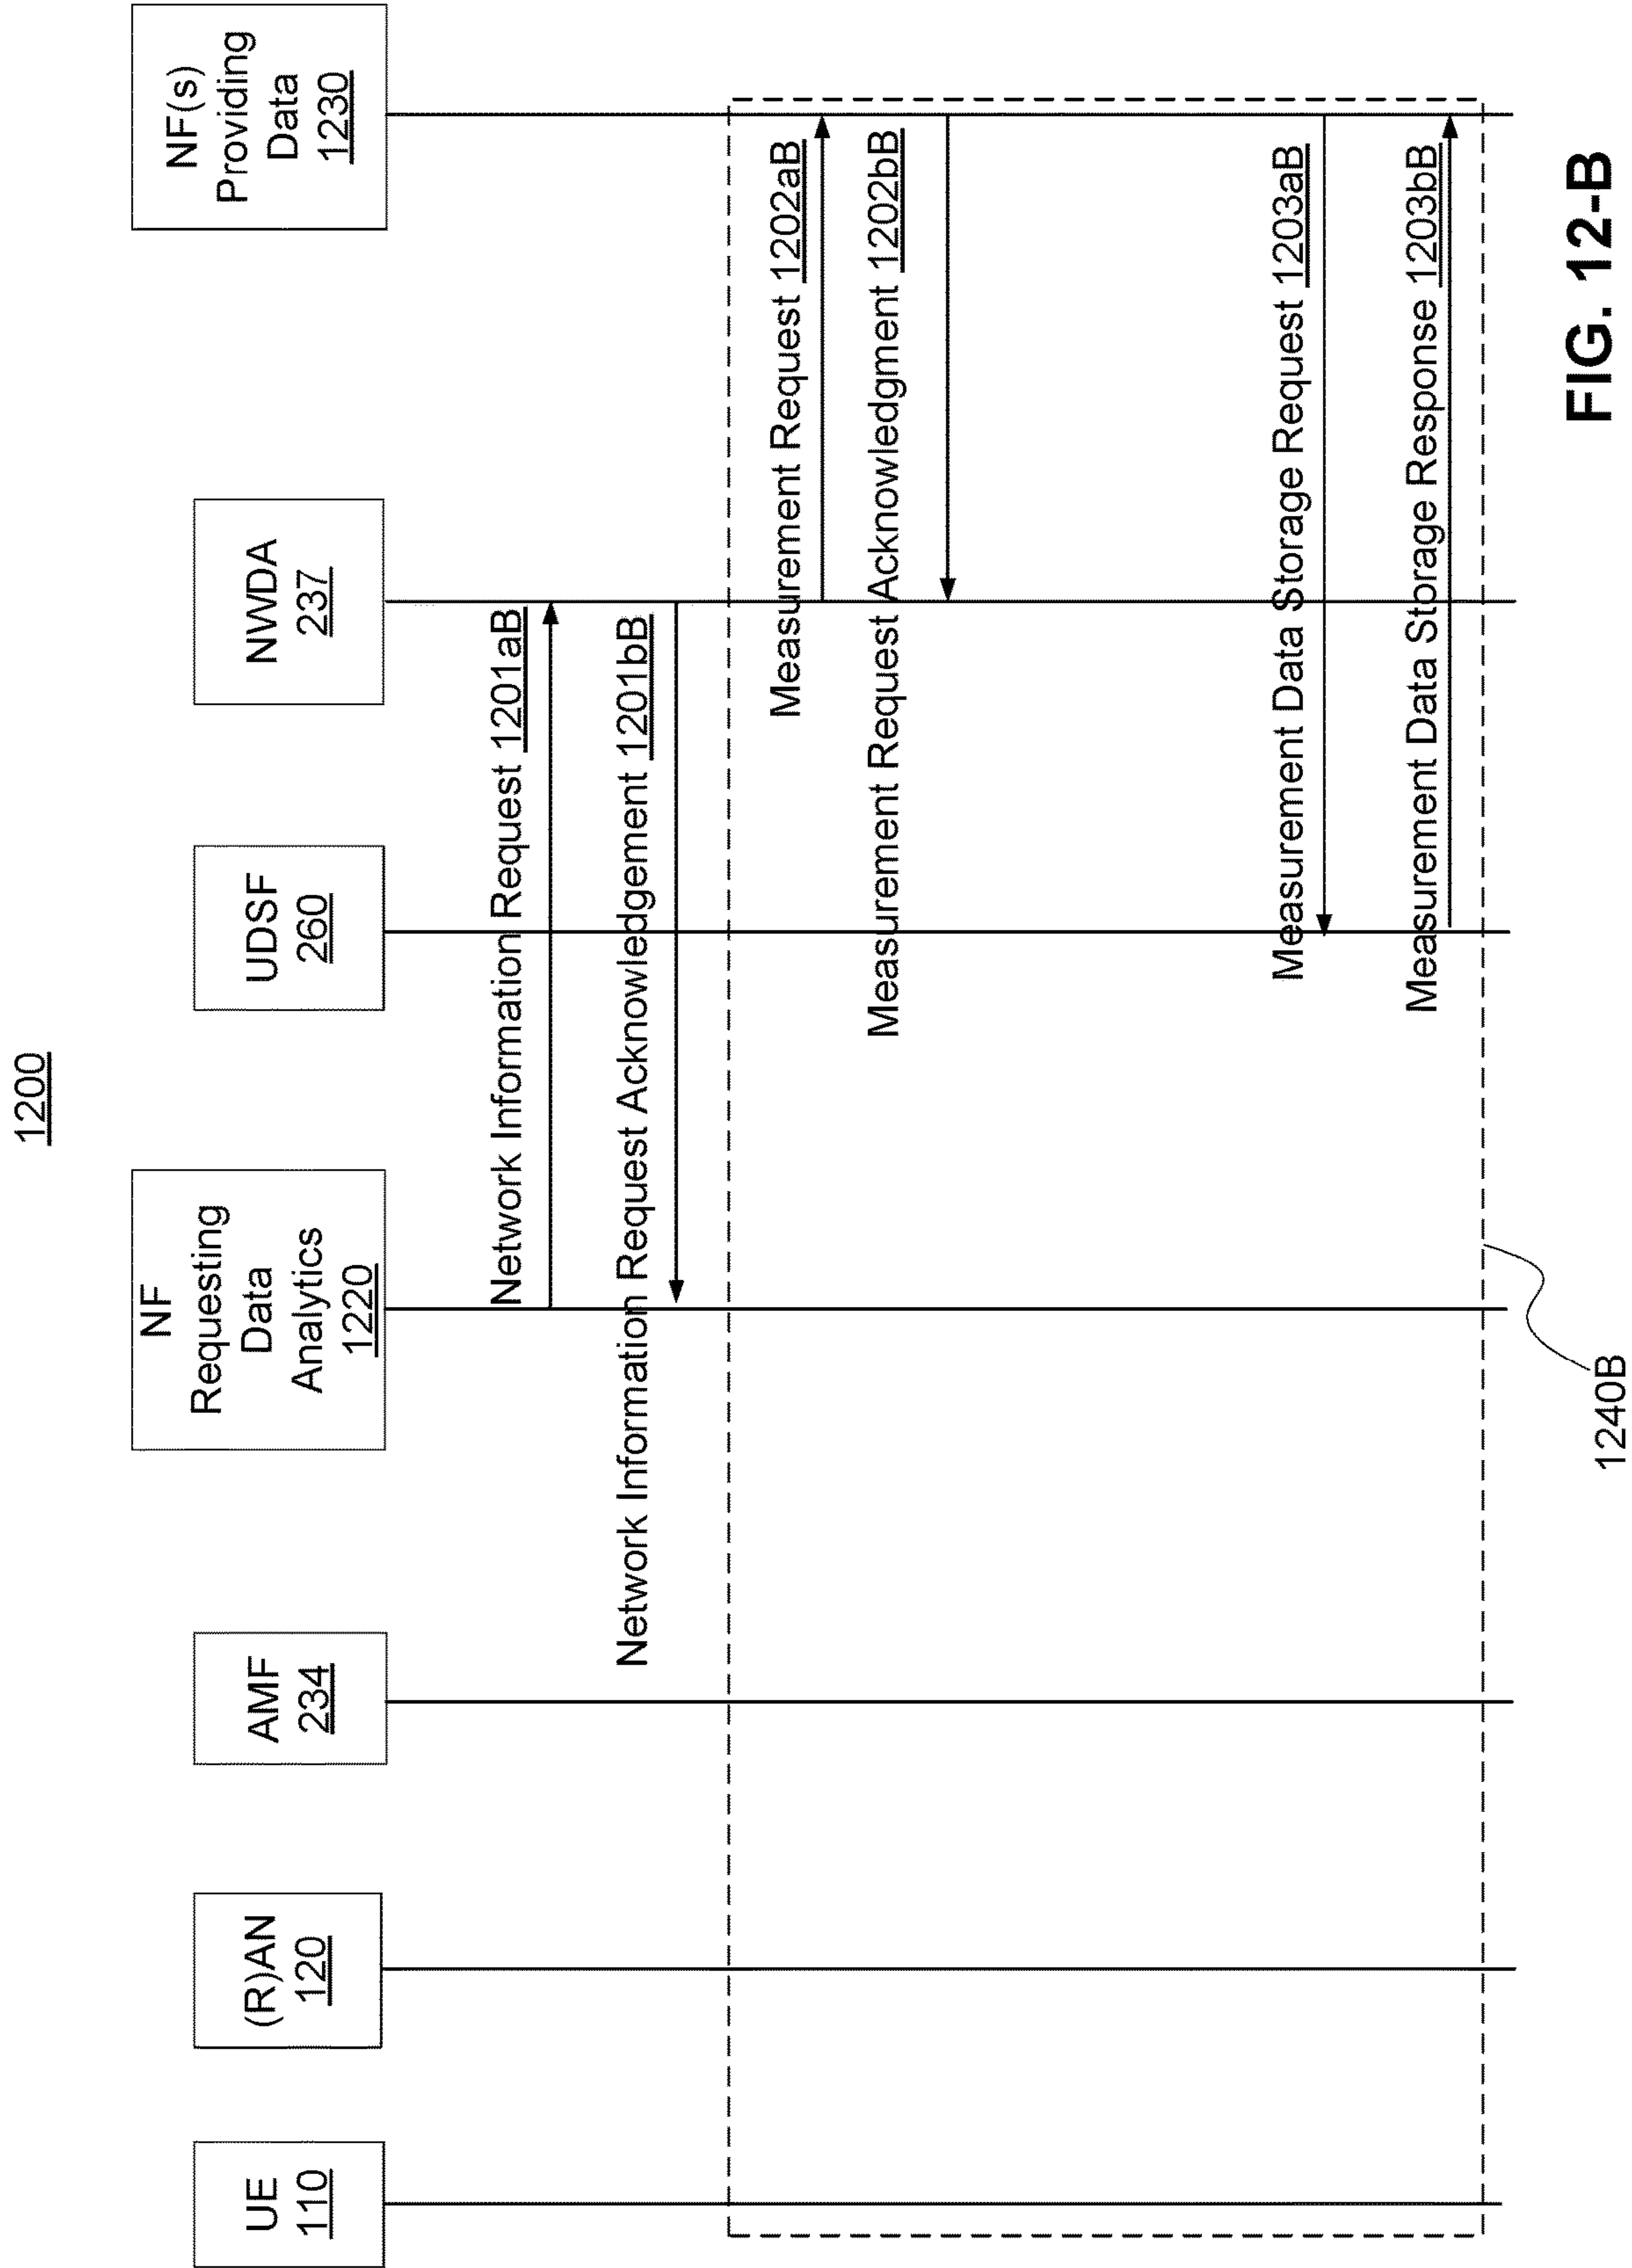 1200
UE
110
(R)AN
120
AMF
234
NF
Requesting
Data
Analytics
1220
UDSF
260
NWDA
237
NF(s)
Providing
Data
1230
Network Information Request 1201aB
Network Information Request Acknowledgement 1201bB
Measurement Request 1202aB
Measurement Request Acknowledgment 1202bB
Measurement Data Storage Request 1203aB
Measurement Data Storage Response 1203bB
1240B
FIG. 12-B